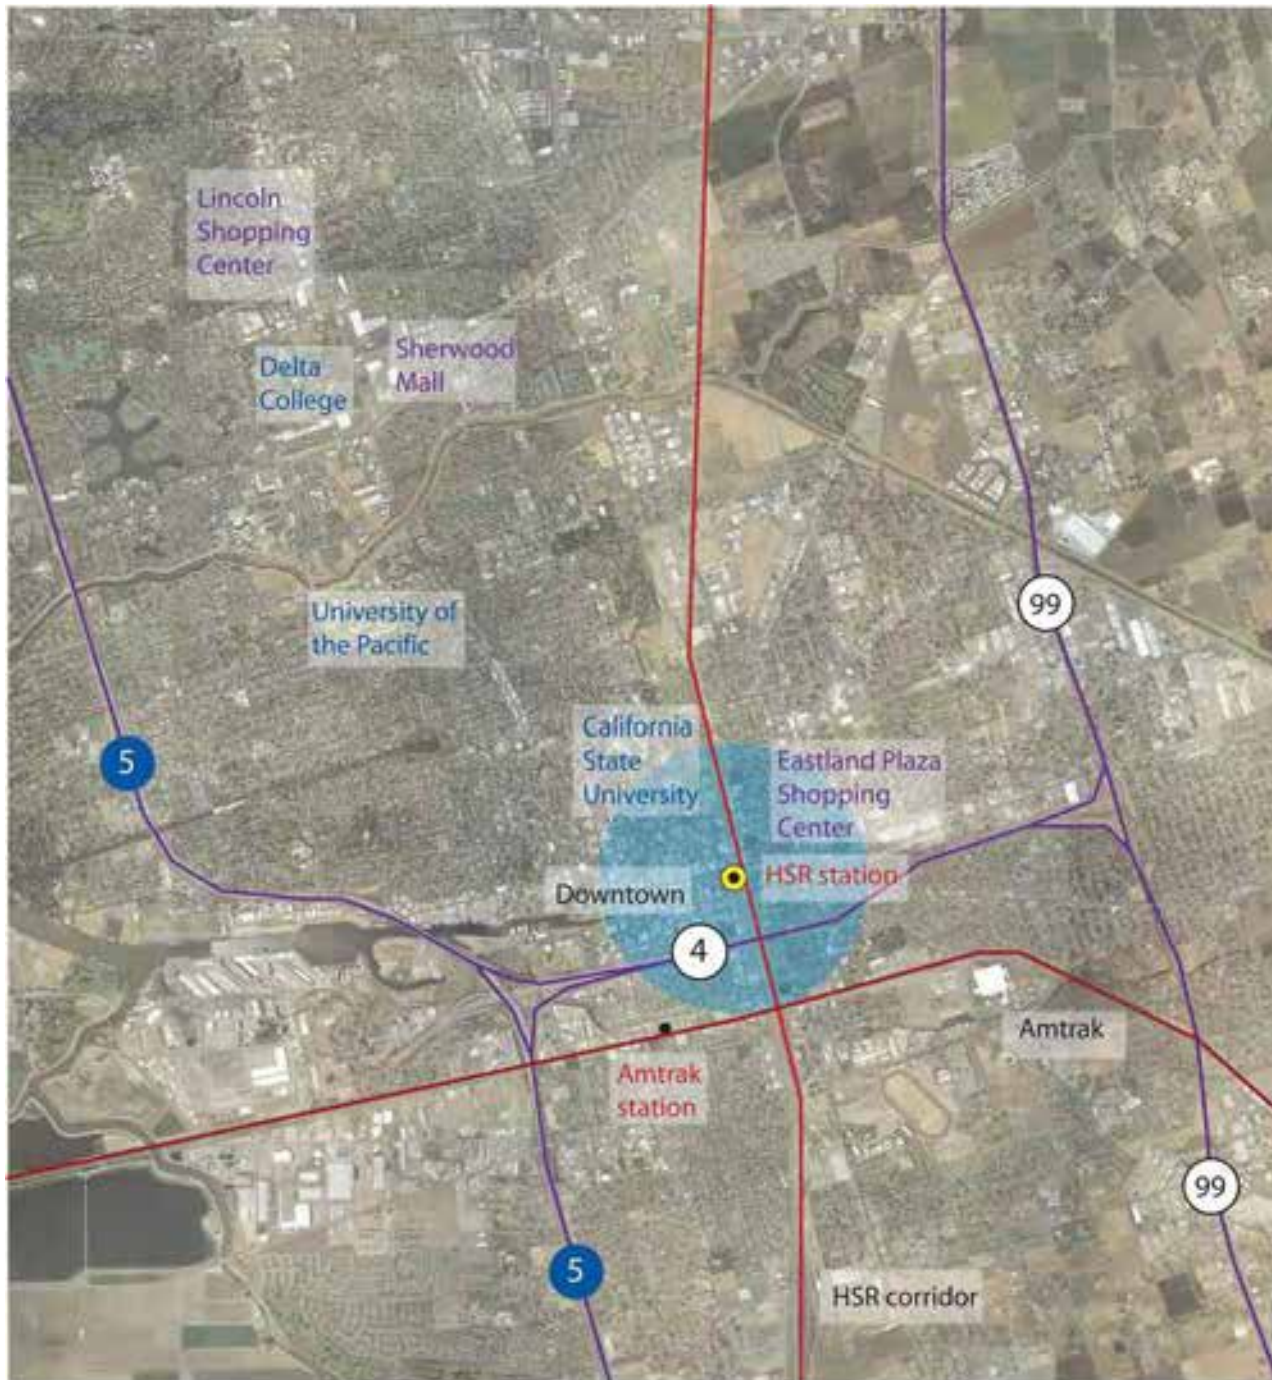 Lincoln
Shopping
Center
Sherwood
Mall
Delta
College
99
University of
the Pacific
California
State
University
Eastland Plaza
Shopping
Center
5
HSR station
Downtown
4
Amtrak
Amtrak
station
99
5
HSR corridor